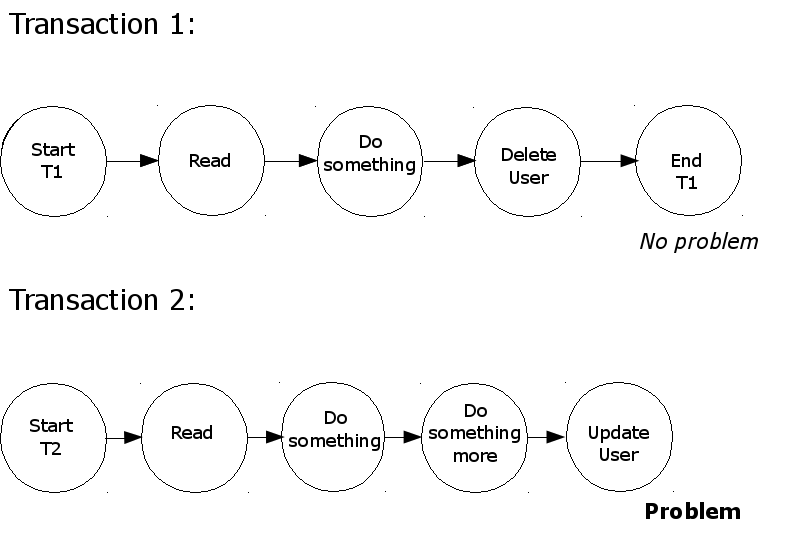 Transaction 1:
Start
T1
Read
Do
something
Delete
User
End
T1
No problem
Transaction 2:
Start
T2
Read
Do
something
Do
something
more
Update
User
Problem